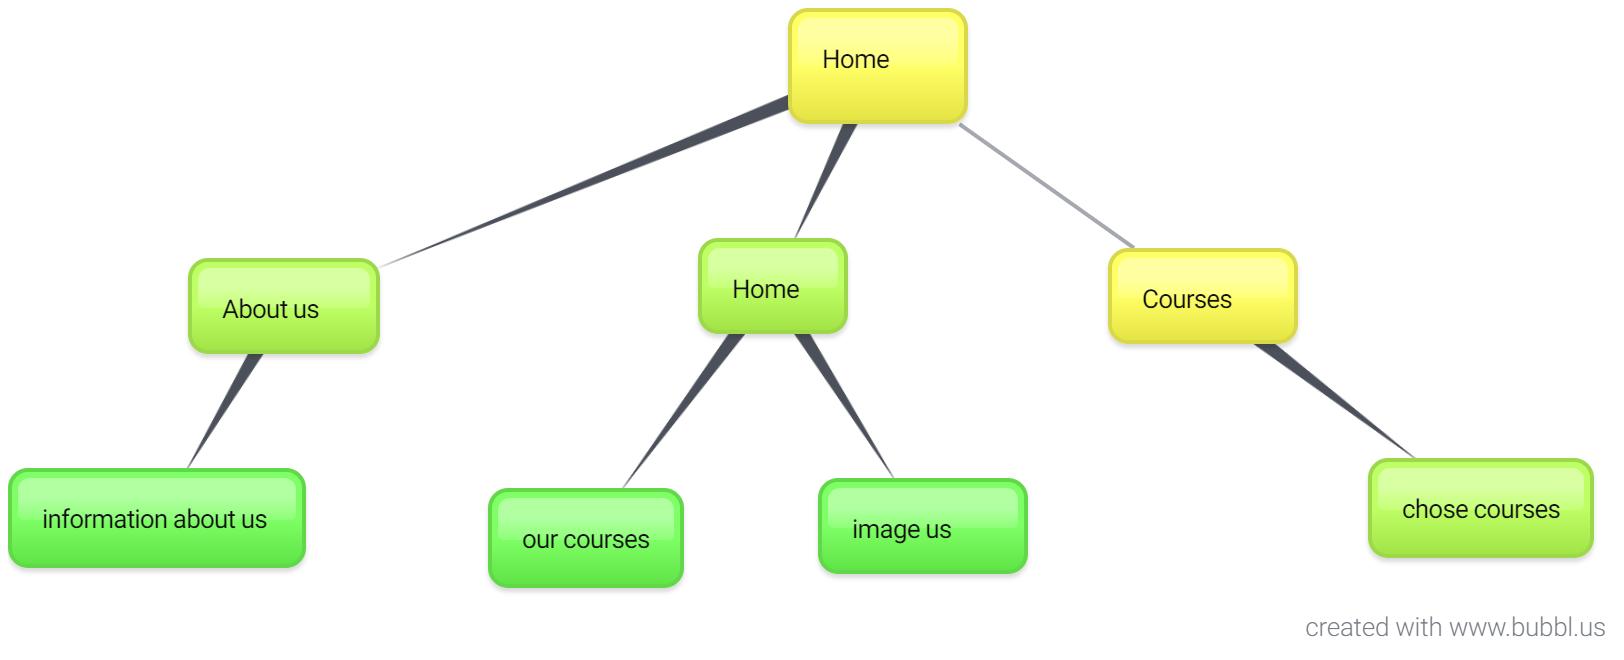 Home
About us
Home
Courses
information about us
our courses
image us
chose courses
created with www.bubbl.us